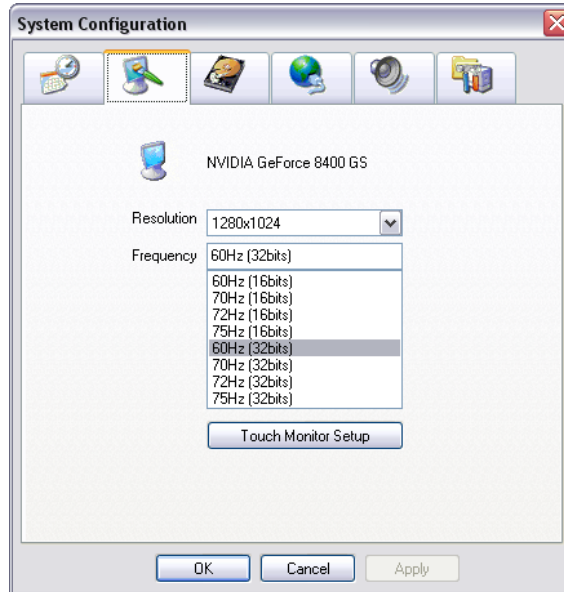 System Configuration
NVIDIA GeForce 8400 GS
Resolution 1280x1024
Frequency 60Hz (32bits)
60Hz (16bits)
70Hz (16bits)
72Hz (16bits)
75Hz (16bits)
60Hz (32bits)
70Hz (32bits)
72Hz (32bits)
75Hz (32bits)
Touch Monitor Setup
OK Cancel Apply